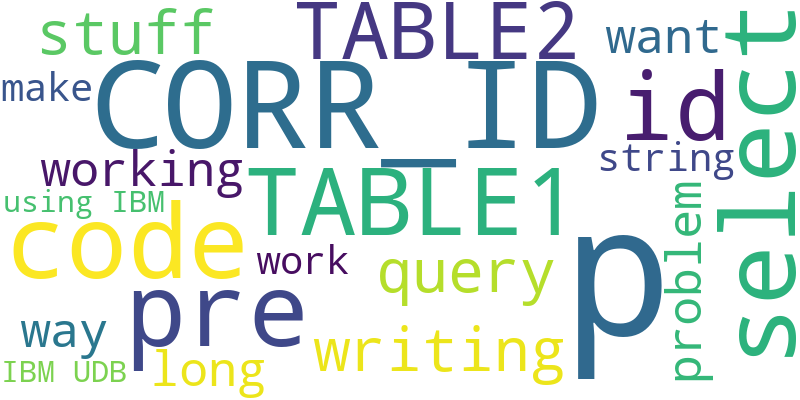 stuff
TABLE2
want
select
make
CORR_ID
id
working
TABLE1
string
using IBM
code
work
query
p
problem
pre
way
writing
IBM UDB
long